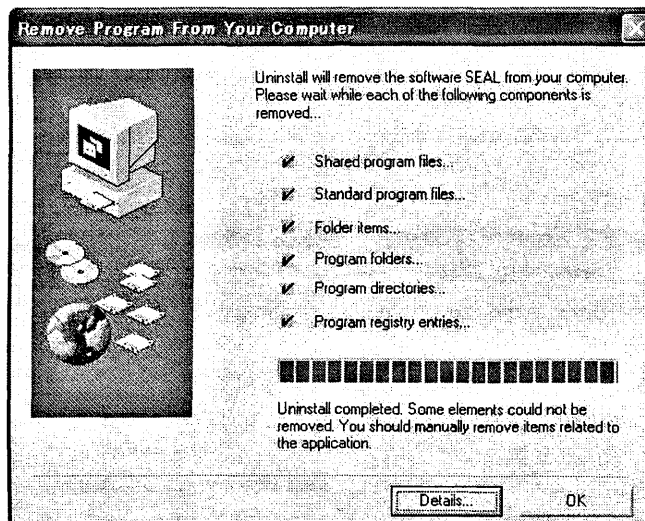 Remove Program From Your Computer
Uninstall will remove the software SEAL from your computer.
Please wait while each of the following components is
removed...
Shared program files...
Standard program files...
Folder items...
Program folders...
Program directories...
Program registry entries...
Uninstall completed. Some elements could not be
removed. You should manually remove items related to
the application.
Details... OK